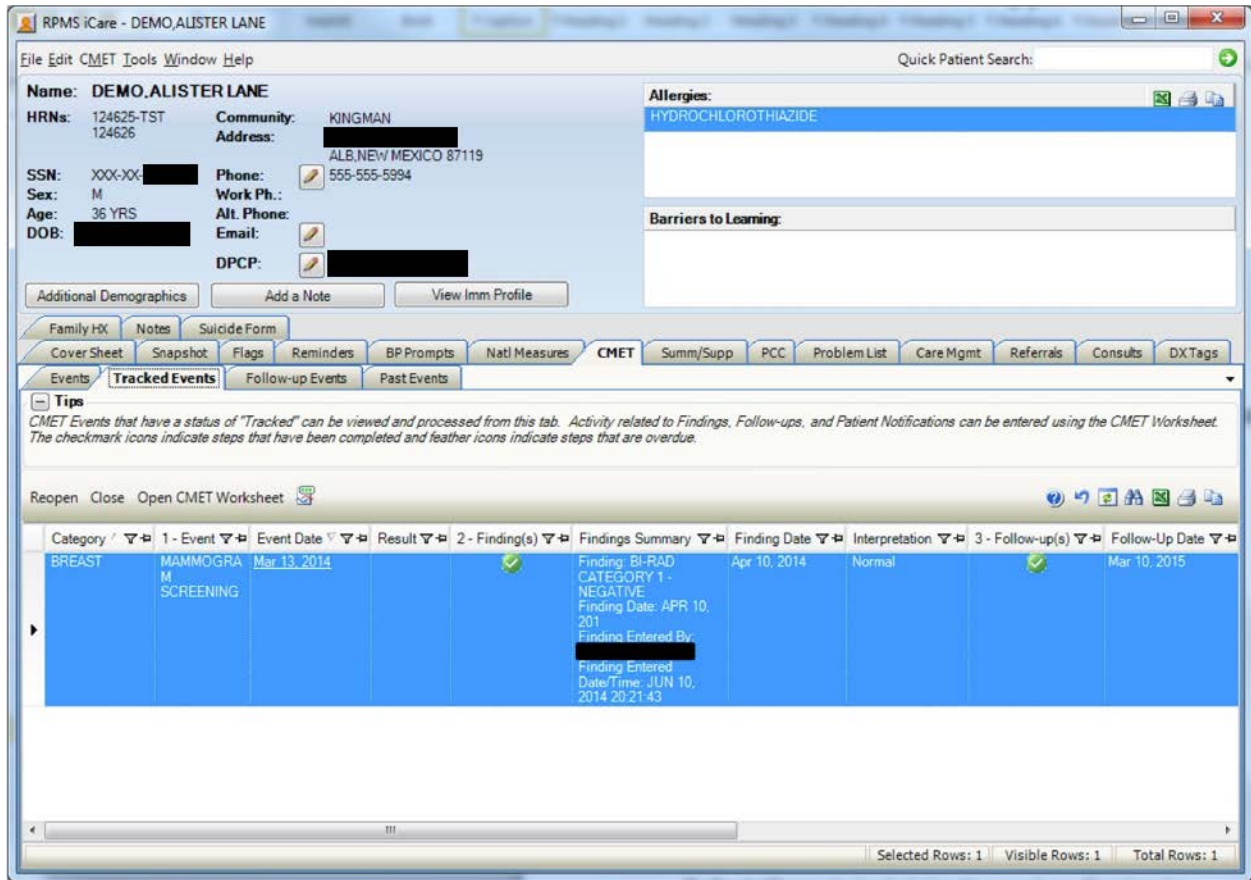 RPMS iCare - DEMO,ALISTER LANE
File Edit CMET Tools Window Help
Quick Patient Search:
Name: DEMO,ALISTER LANE
HRNs: 124625-TST
124626
Community: KINGMAN
Address:
ALB,NEW MEXICO 87119
SSN: XXX-XX-
Phone: 555-555-5994
Sex: M
Work Ph.:
Age: 36 YRS
Alt. Phone:
DOB:
Email:
DPCP:
Allergies:
HYDROCHLOROTHIAZIDE
Barriers to Learning:
Additional Demographics Add a Note View Imm Profile
Family HX Notes Suicide Form
Cover Sheet Snapshot Flags Reminders BP Prompts Natl Measures CMET Summ/Supp PCC Problem List Care Mgmt Referrals Consults DX Tags
Events Tracked Events Follow-up Events Past Events
Tips
CMET Events that have a status of "Tracked" can be viewed and processed from this tab. Activity related to Findings, Follow-ups, and Patient Notifications can be entered using the CMET Worksheet.
The checkmark icons indicate steps that have been completed and feather icons indicate steps that are overdue.
Reopen Close Open CMET Worksheet
Category 1 - Event Event Date Result 2 - Finding(s) Findings Summary Finding Date Interpretation 3 - Follow-up(s) Follow-Up Date
BREAST
MAMMOGRA
M
SCREENING
Mar 13, 2014
Finding: BI-RAD
CATEGORY 1 -
NEGATIVE
Finding Date: APR 10,
201
Finding Entered By:
Finding Entered
Date/Time: JUN 10,
2014 20:21:43
Apr 10, 2014
Normal
Mar 10, 2015
Selected Rows: 1 Visible Rows: 1 Total Rows: 1